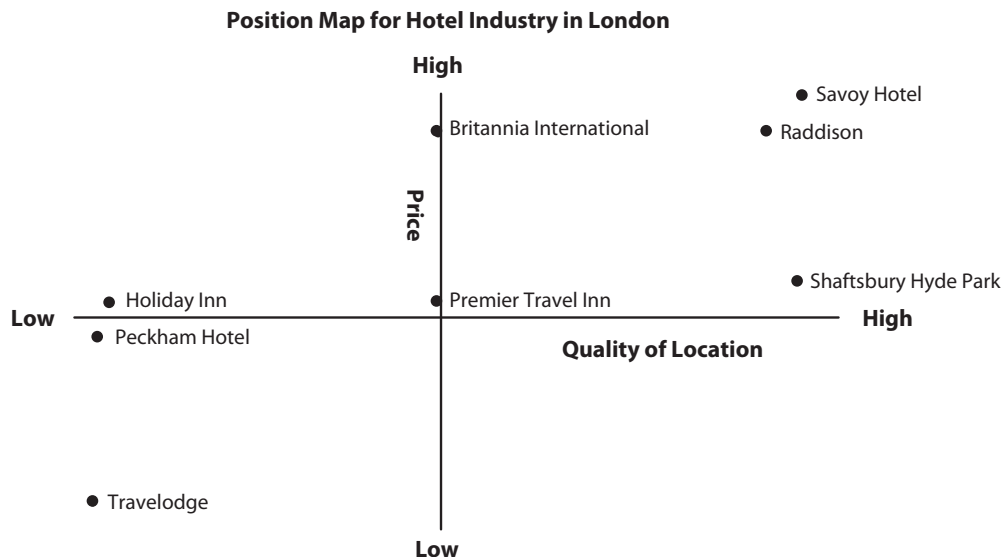 Position Map for Hotel Industry in London
High
Savoy Hotel
Britannia International
Raddison
Price
Shaftsbury Hyde Park
Holiday Inn
Premier Travel Inn
Low
High
Peckham Hotel
Quality of Location
Travelodge
Low